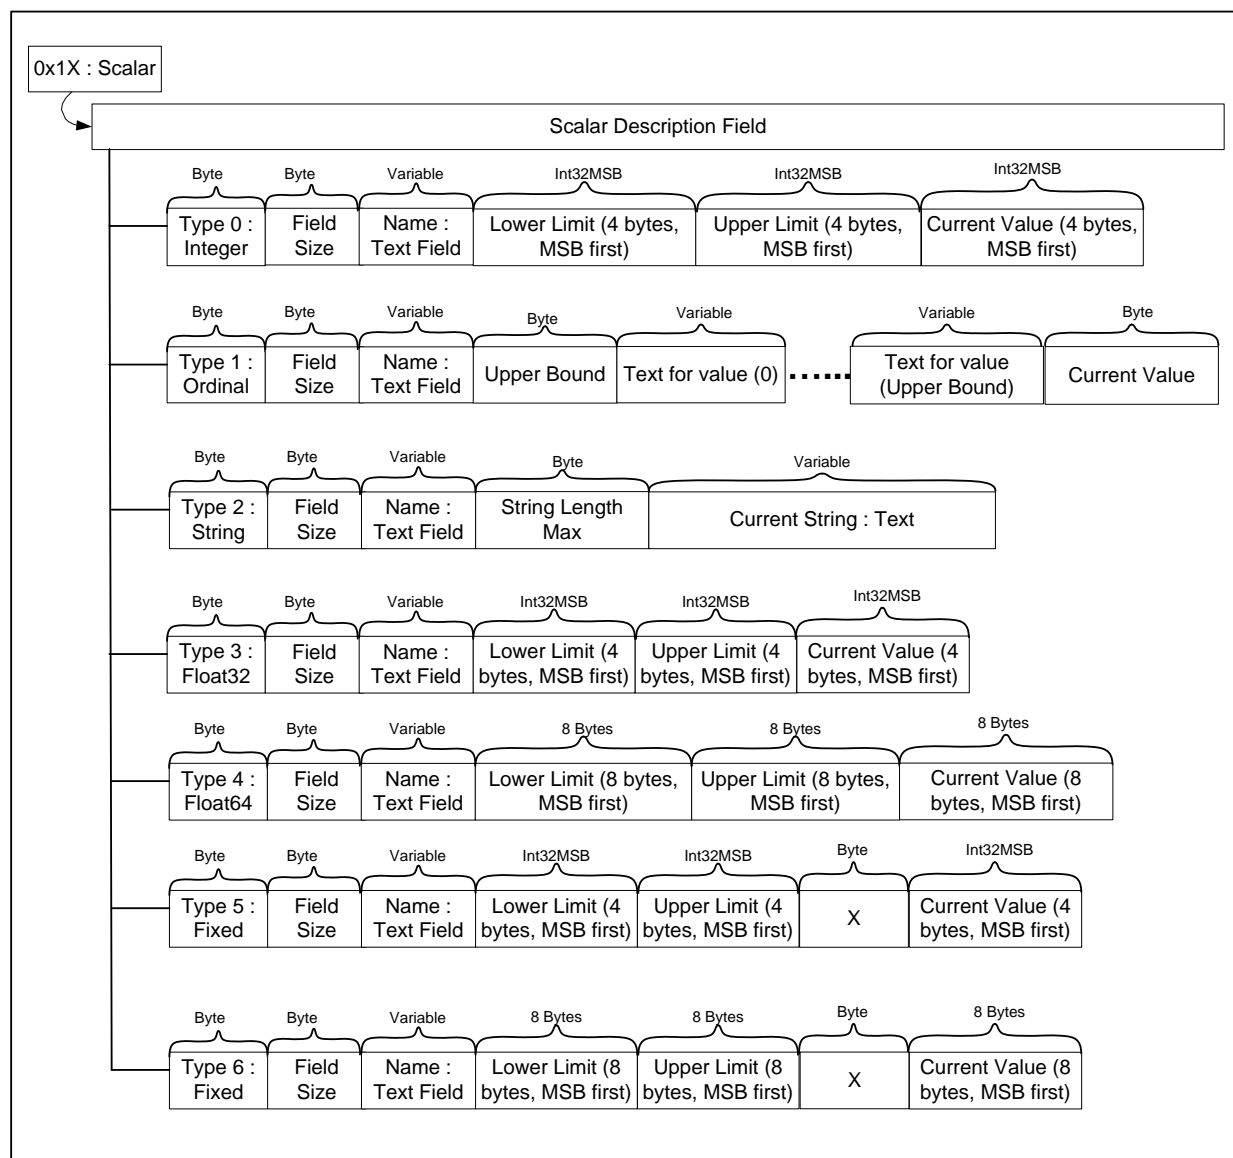 0x1X : Scalar
Scalar Description Field
Byte Byte Variable Int32MSB Int32MSB Int32MSB
Type 0 : Field Name : Lower Limit (4 bytes, Upper Limit (4 bytes, Current Value (4 bytes,
Integer Size Text Field MSB first) MSB first) MSB first)
Byte Byte Variable Byte Variable Variable Byte
Type 1 : Field Name : Upper Bound Text for value (0) ...... Text for value Current Value
Ordinal Size Text Field (Upper Bound)
Byte Byte Variable Byte Variable
Type 2 : Field Name : String Length Current String : Text
String Size Text Field Max
Byte Byte Variable Int32MSB Int32MSB Int32MSB
Type 3 : Field Name : Lower Limit (4 Upper Limit (4 Current Value (4
Float32 Size Text Field bytes, MSB first) bytes, MSB first) bytes, MSB first)
Byte Byte Variable 8 Bytes 8 Bytes 8 Bytes
Type 4 : Field Name : Lower Limit (8 bytes, Upper Limit (8 bytes, Current Value (8
Float64 Size Text Field MSB first) MSB first) bytes, MSB first)
Byte Byte Variable Int32MSB Int32MSB Byte Int32MSB
Type 5 : Field Name : Lower Limit (4 Upper Limit (4 X Current Value (4
Fixed Size Text Field bytes, MSB first) bytes, MSB first) bytes, MSB first)
Byte Byte Variable 8 Bytes 8 Bytes Byte 8 Bytes
Type 6 : Field Name : Lower Limit (8 Upper Limit (8 X Current Value (8
Fixed Size Text Field bytes, MSB first) bytes, MSB first) bytes, MSB first)